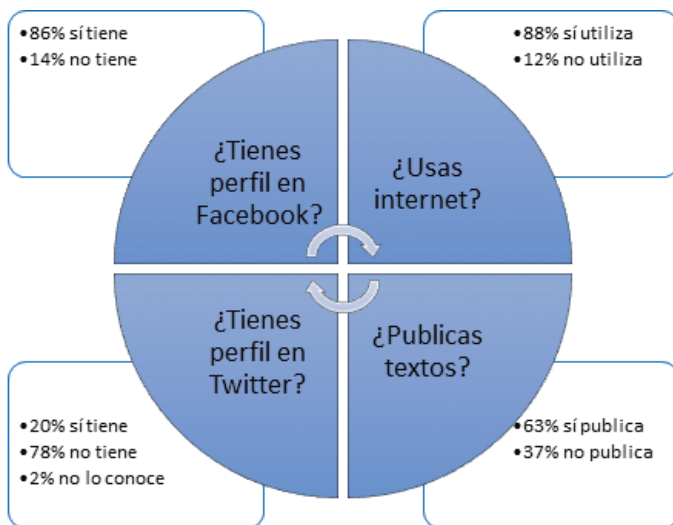 •86% sí tiene
•14% no tiene
•88% sí utiliza
•12% no utiliza
¿Tienes
perfil en
Facebook?
¿Usas
internet?
¿Tienes
perfil en
Twitter?
¿Publicas
textos?
•20% sí tiene
•78% no tiene
•2% no lo conoce
•63% sí publica
•37% no publica